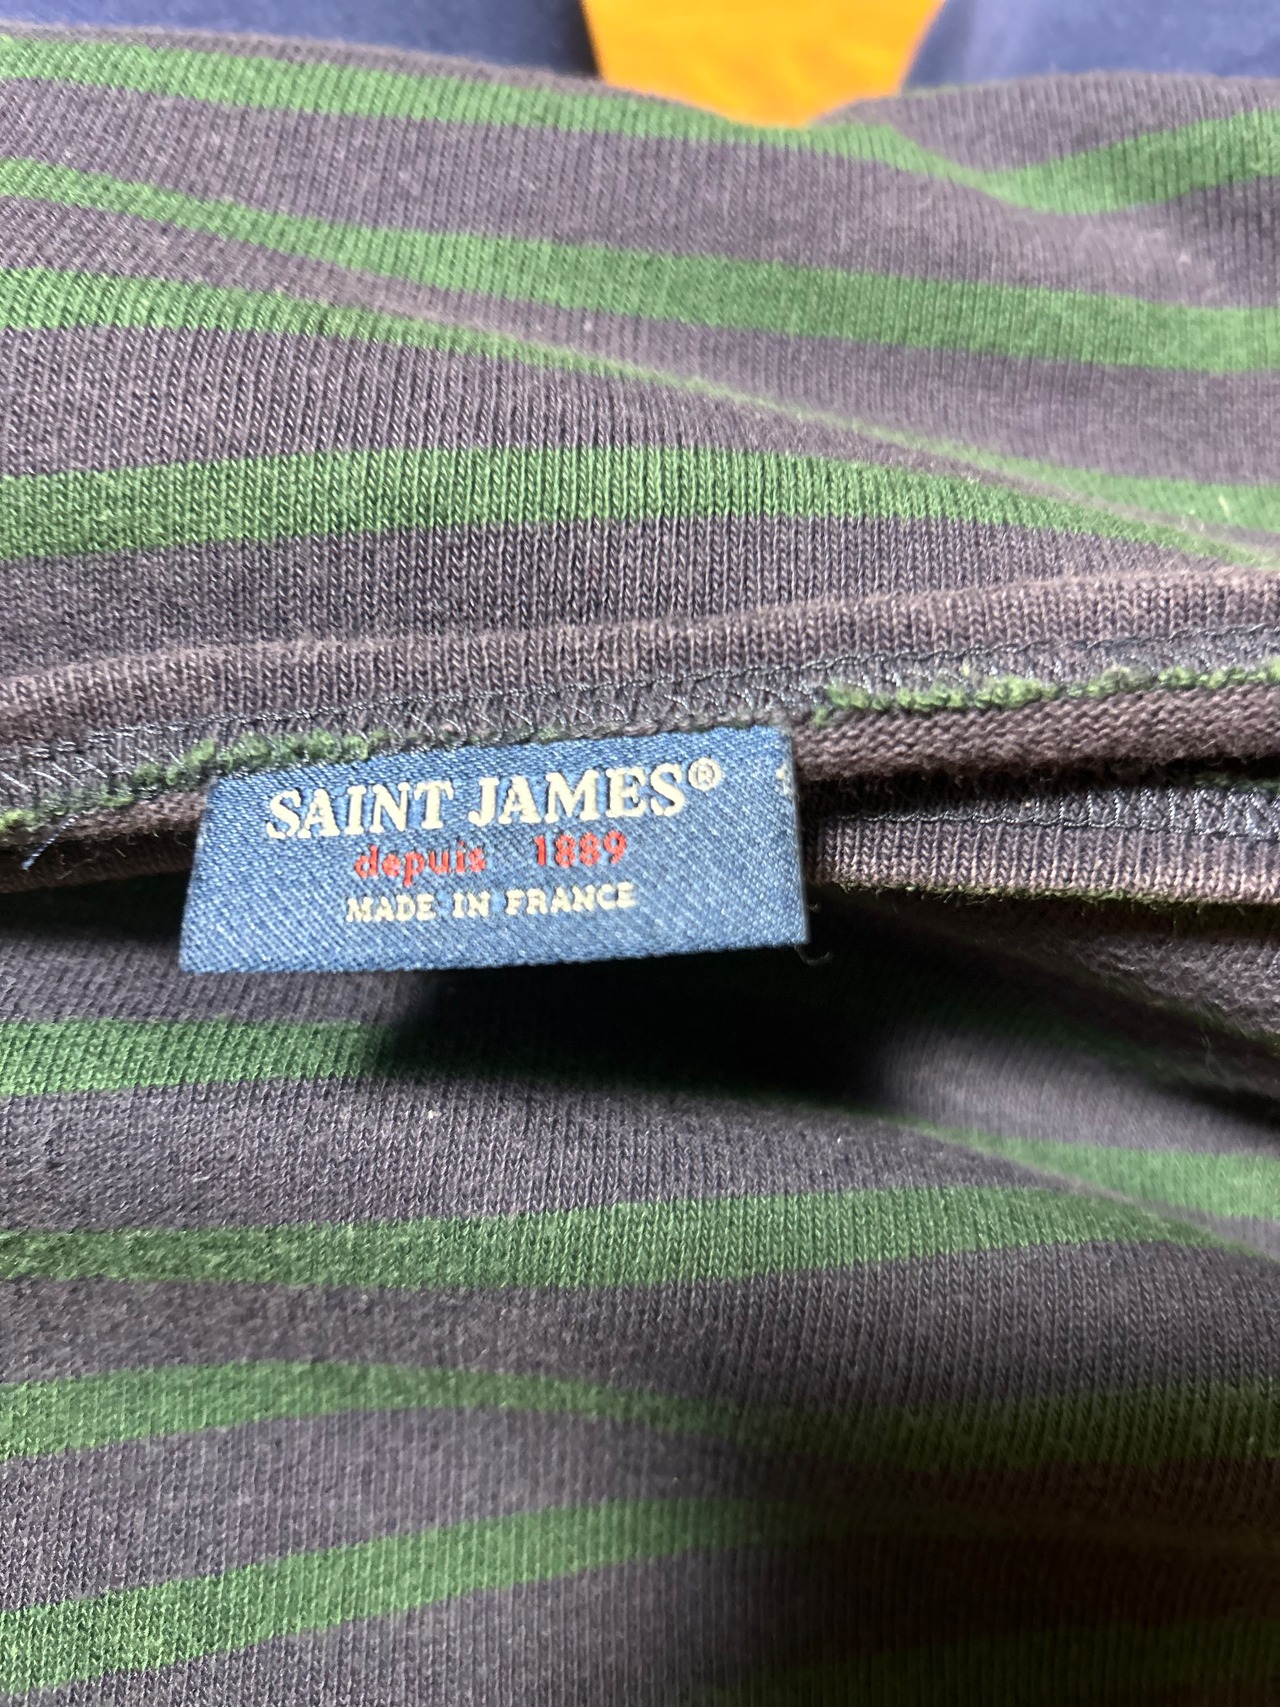 SAINT JAMES®
depuis 1889
MADE IN FRANCE